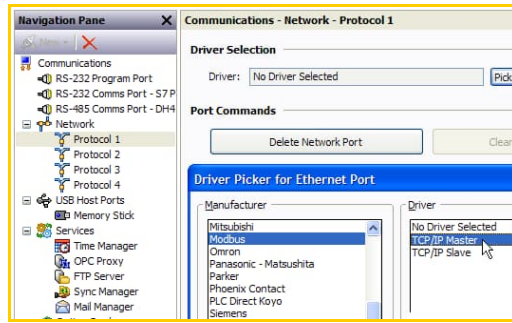 Navigation Pane X
New
Communications
RS-232 Program Port
RS-232 Comms Port - S7 P
RS-485 Comms Port - DH4
Network
Protocol 1
Protocol 2
Protocol 3
Protocol 4
USB Host Ports
Memory Stick
Services
Time Manager
OPC Proxy
FTP Server
Sync Manager
Mail Manager
Communications - Network - Protocol 1
Driver Selection
Driver: No Driver Selected Pick
Port Commands
Delete Network Port Clear
Driver Picker for Ethernet Port
Manufacturer
Mitsubishi
Modbus
Omron
Panasonic - Matsushita
Parker
Phoenix Contact
PLC Direct Koyo
Siemens
Driver
No Driver Selected
TCP/IP Master
TCP/IP Slave